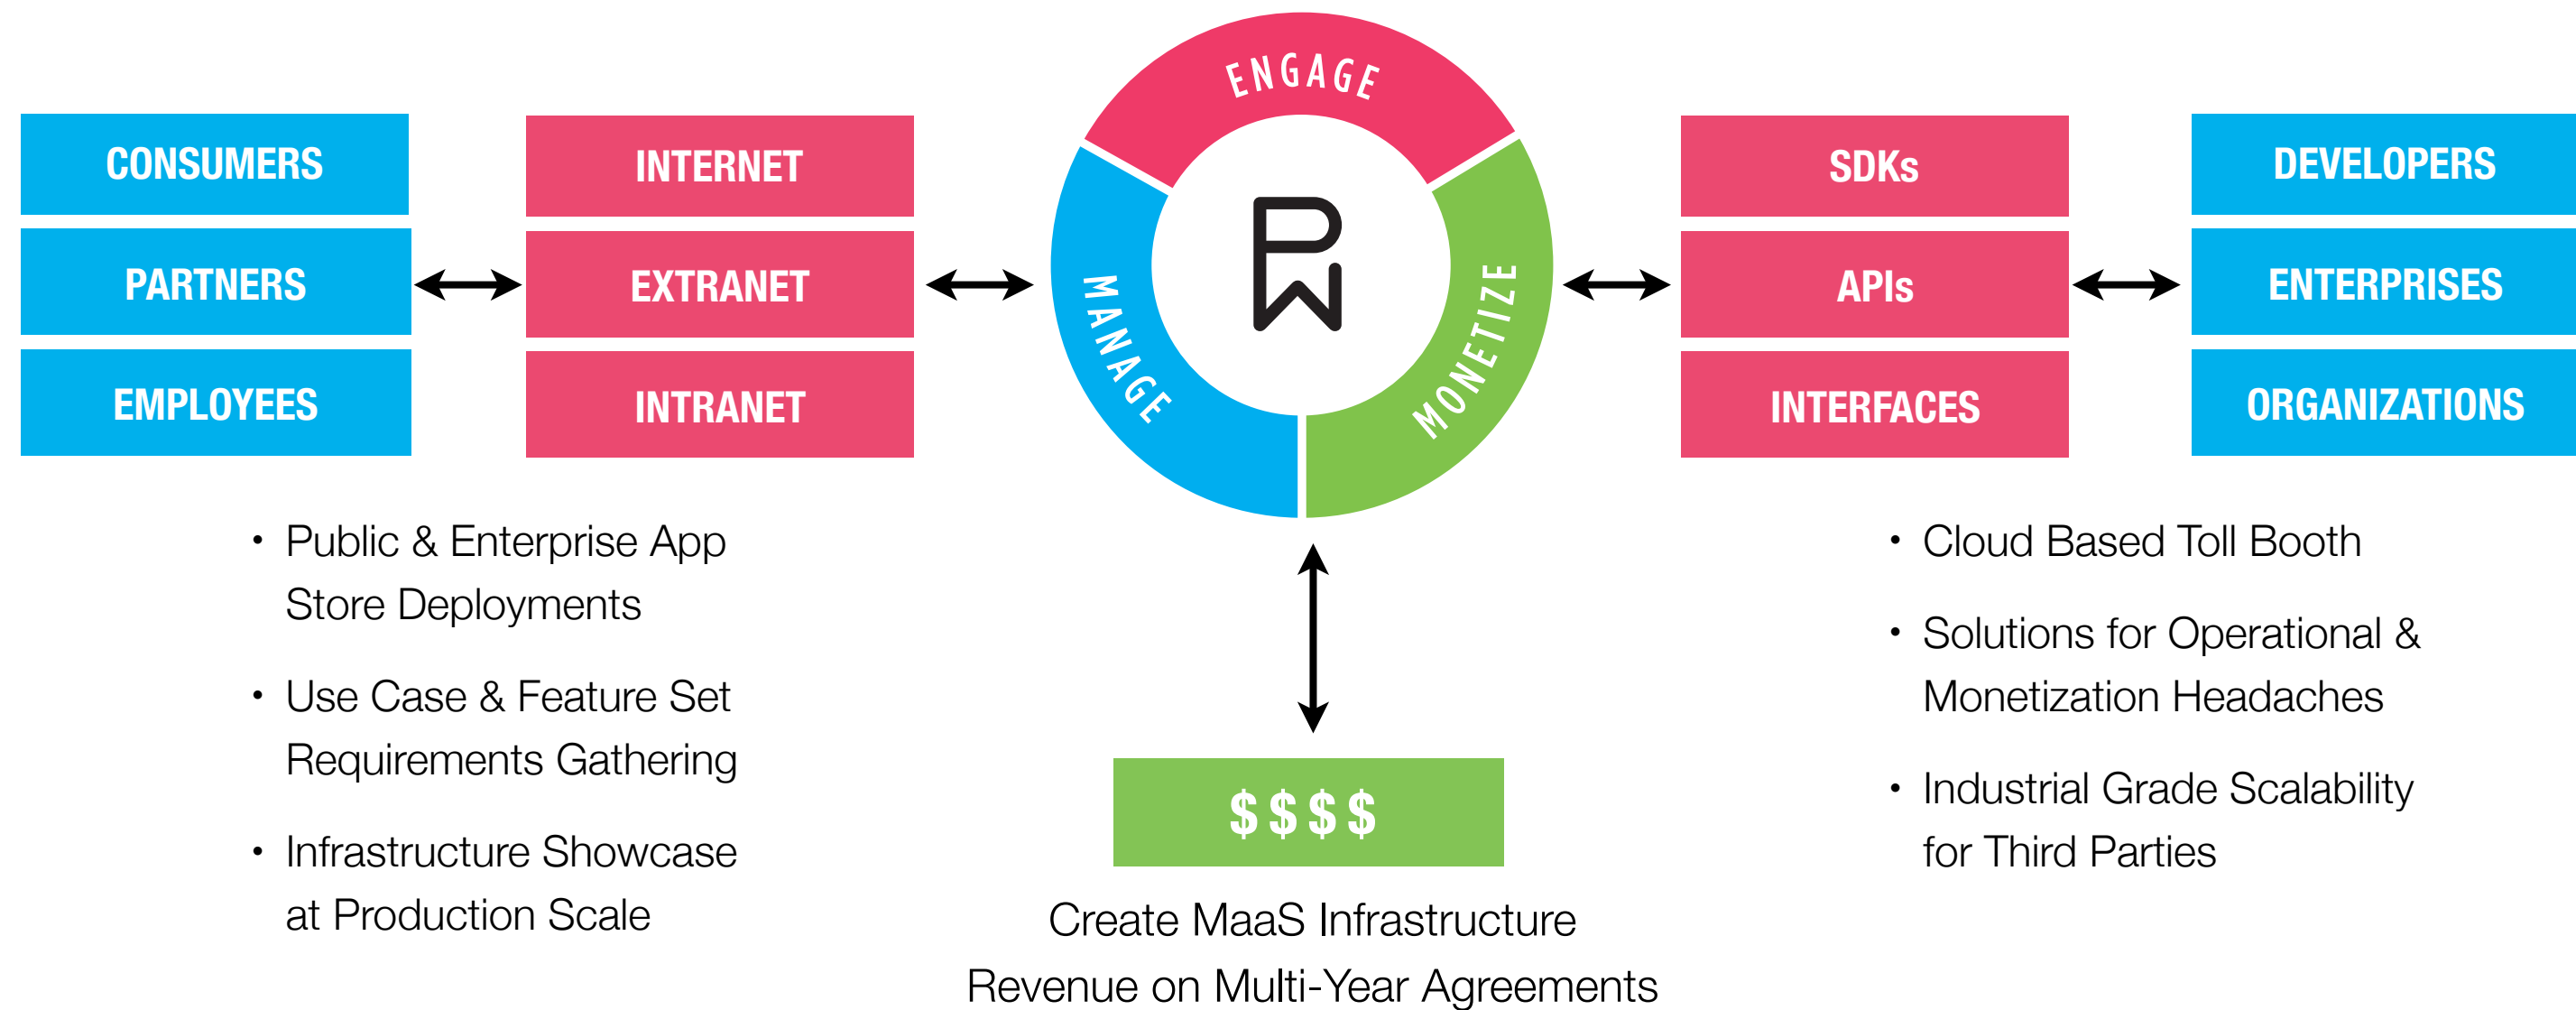 ENGAGE
CONSUMERS
INTERNET
SDKs
DEVELOPERS
PARTNERS
EXTRANET
MANAGE
MONETIZE
APIs
ENTERPRISES
EMPLOYEES
INTRANET
INTERFACES
ORGANIZATIONS
• Public & Enterprise App
Store Deployments
• Use Case & Feature Set
Requirements Gathering
• Infrastructure Showcase
at Production Scale
$$$$
Create MaaS Infrastructure
Revenue on Multi-Year Agreements
• Cloud Based Toll Booth
• Solutions for Operational &
Monetization Headaches
• Industrial Grade Scalability
for Third Parties